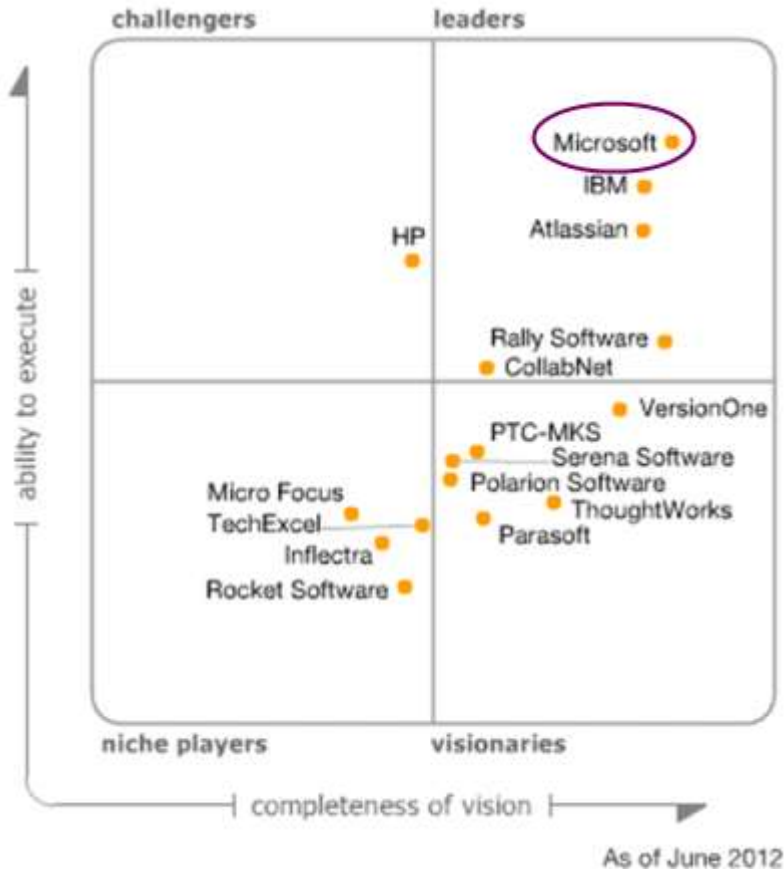 challengers
leaders
Microsoft
IBM
Atlassian
HP
Rally Software
CollabNet
VersionOne
PTC-MKS
Serena Software
Polarion Software
Micro Focus
ThoughtWorks
TechExcel
Parasoft
Inflectra
Rocket Software
niche players
visionaries
ability to execute
completeness of vision
As of June 2012